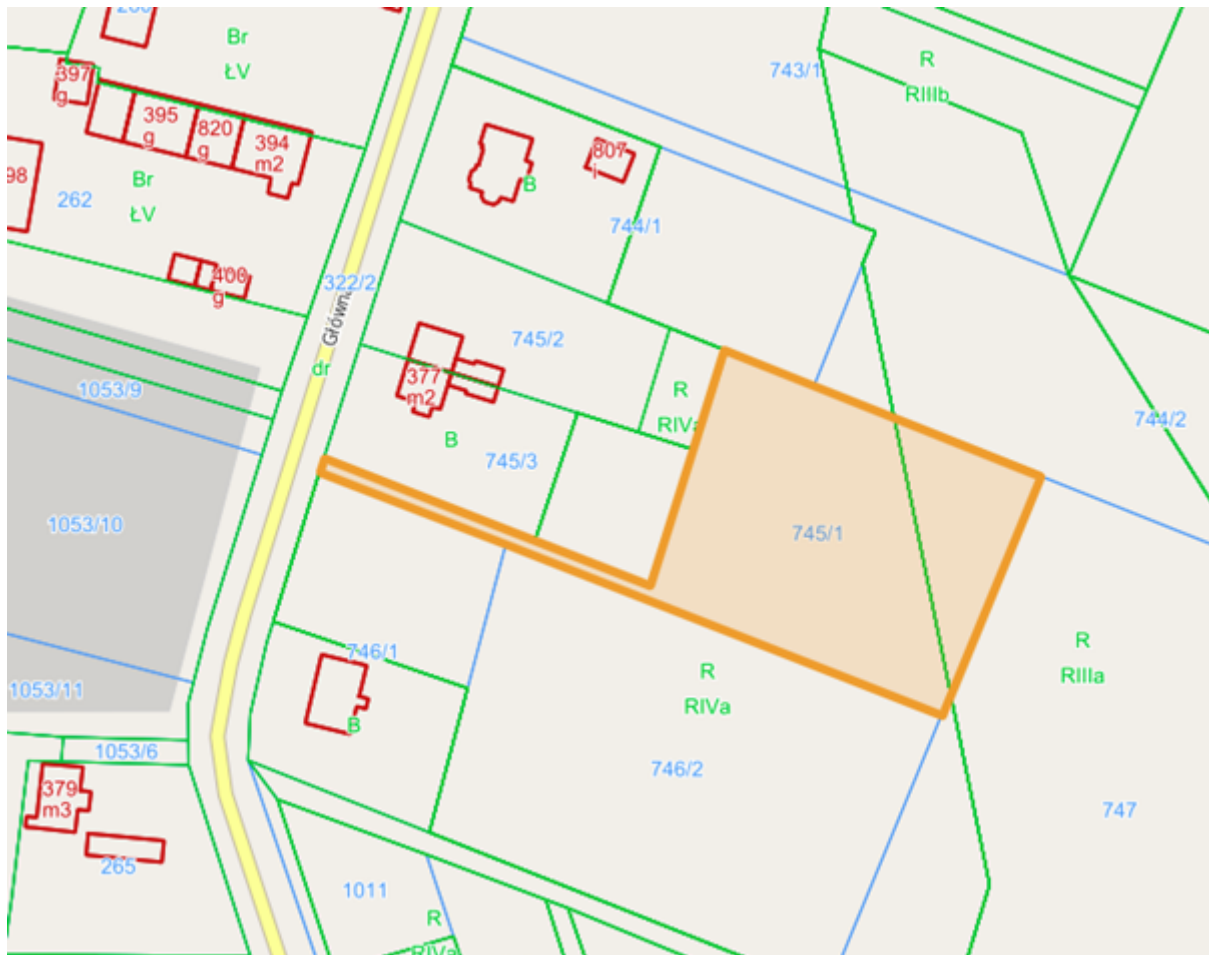 Br
ŁV
743/1
R
RIIIb
397
g
395
g
820
g
394
m2
807
i
B
98
262
Br
ŁV
744/1
400
g
322/2
Główna
745/2
dr
377
m2
R
RIVa
1053/9
744/2
B
745/3
1053/10
745/1
746/1
R
RIVa
R
RIIIa
1053/11
B
1053/6
746/2
379
m3
747
265
1011
R
RIVa